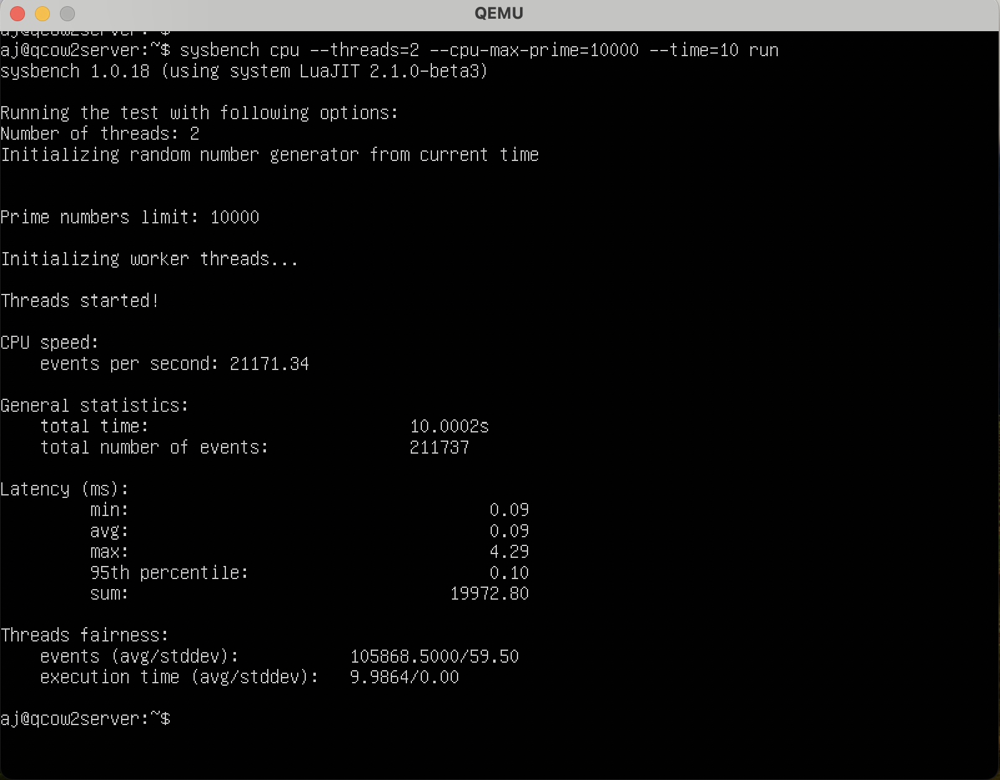 QEMU
aj@qcow2server:~$
aj@qcow2server:~$ sysbench cpu --threads=2 --cpu-max-prime=10000 --time=10 run
sysbench 1.0.18 (using system LuaJIT 2.1.0-beta3)
Running the test with following options:
Number of threads: 2
Initializing random number generator from current time
Prime numbers limit: 10000
Initializing worker threads...
Threads started!
CPU speed:
events per second: 21171.34
General statistics:
total time: 10.0002s
total number of events: 211737
Latency (ms):
min: 0.09
avg: 0.09
max: 4.29
95th percentile: 0.10
sum: 19972.80
Threads fairness:
events (avg/stddev): 105868.5000/59.50
execution time (avg/stddev): 9.9864/0.00
aj@qcow2server:~$